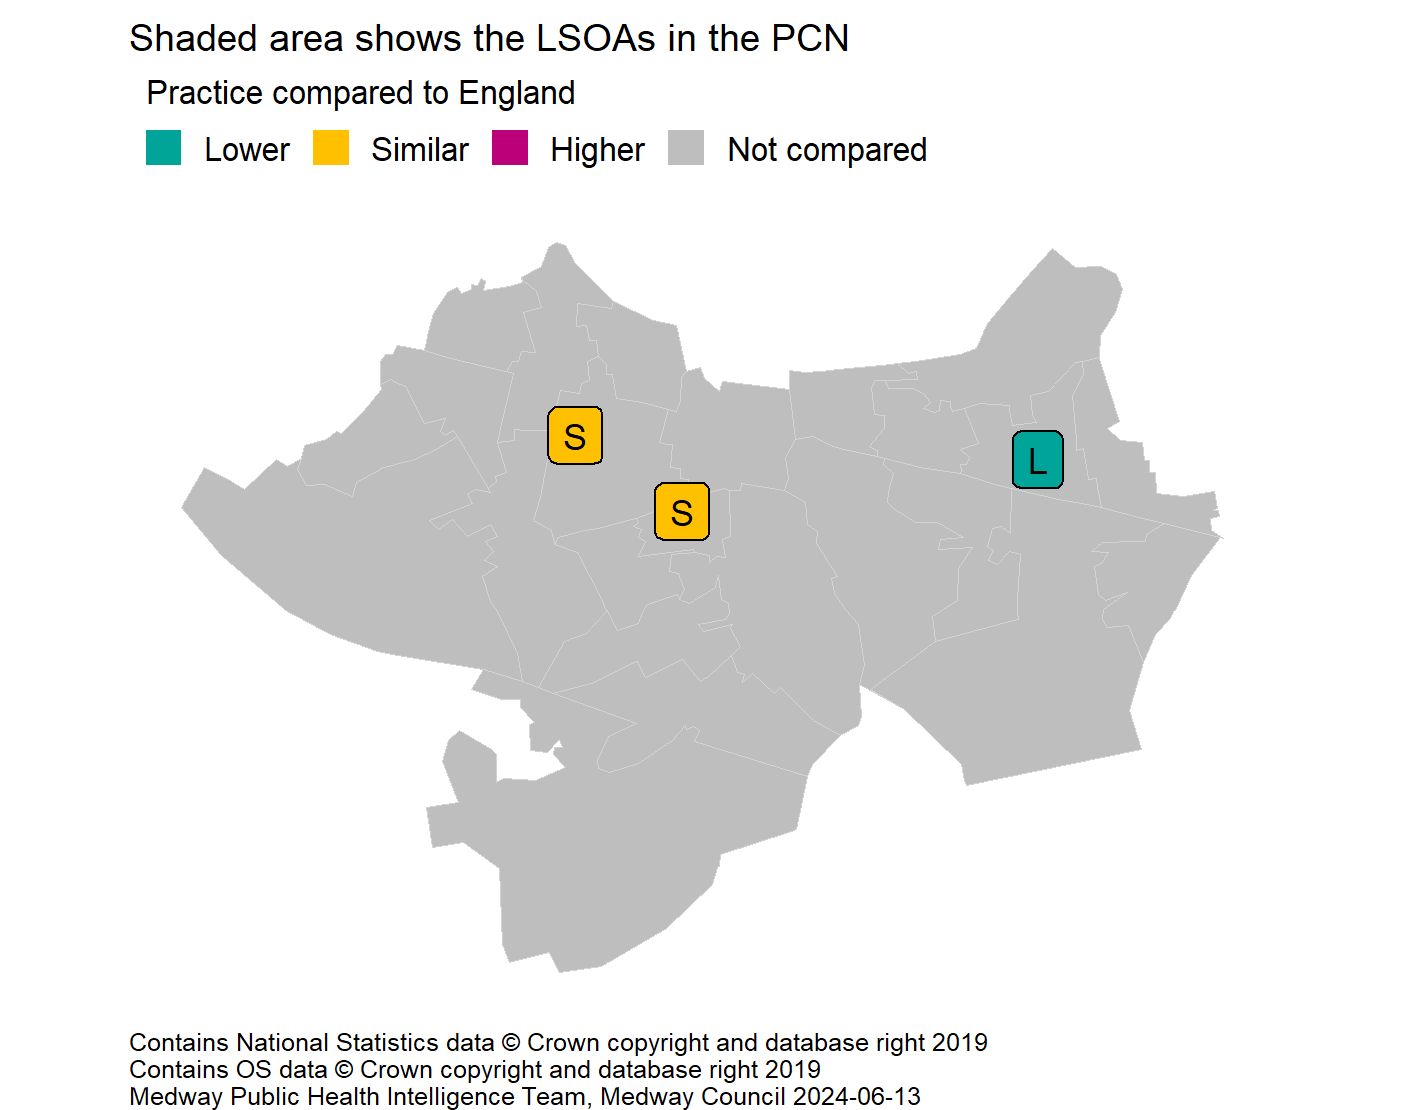 Shaded area shows the LSOAs in the PCN
Practice compared to England
Lower Similar Higher Not compared
S
L
S
Contains National Statistics data © Crown copyright and database right 2019
Contains OS data © Crown copyright and database right 2019
Medway Public Health Intelligence Team, Medway Council 2024-06-13